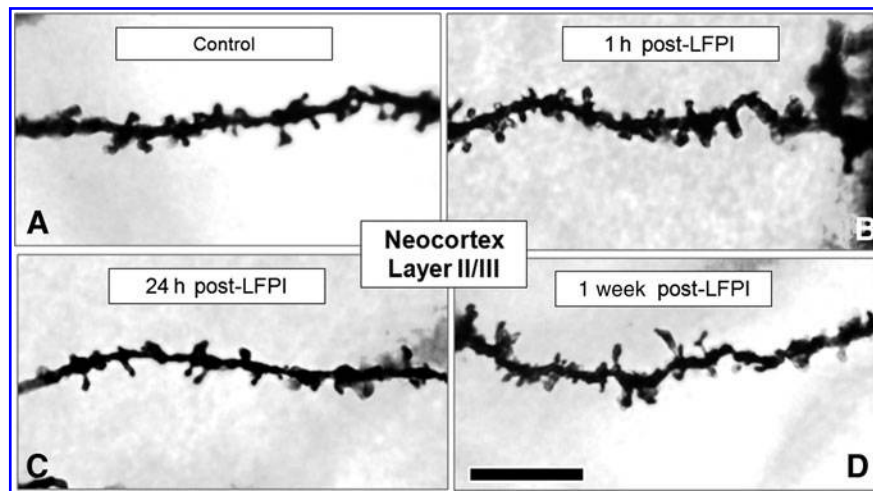 Control
1 h post-LFPI
A
B
Neocortex
Layer II/III
24 h post-LFPI
1 week post-LFPI
C
D